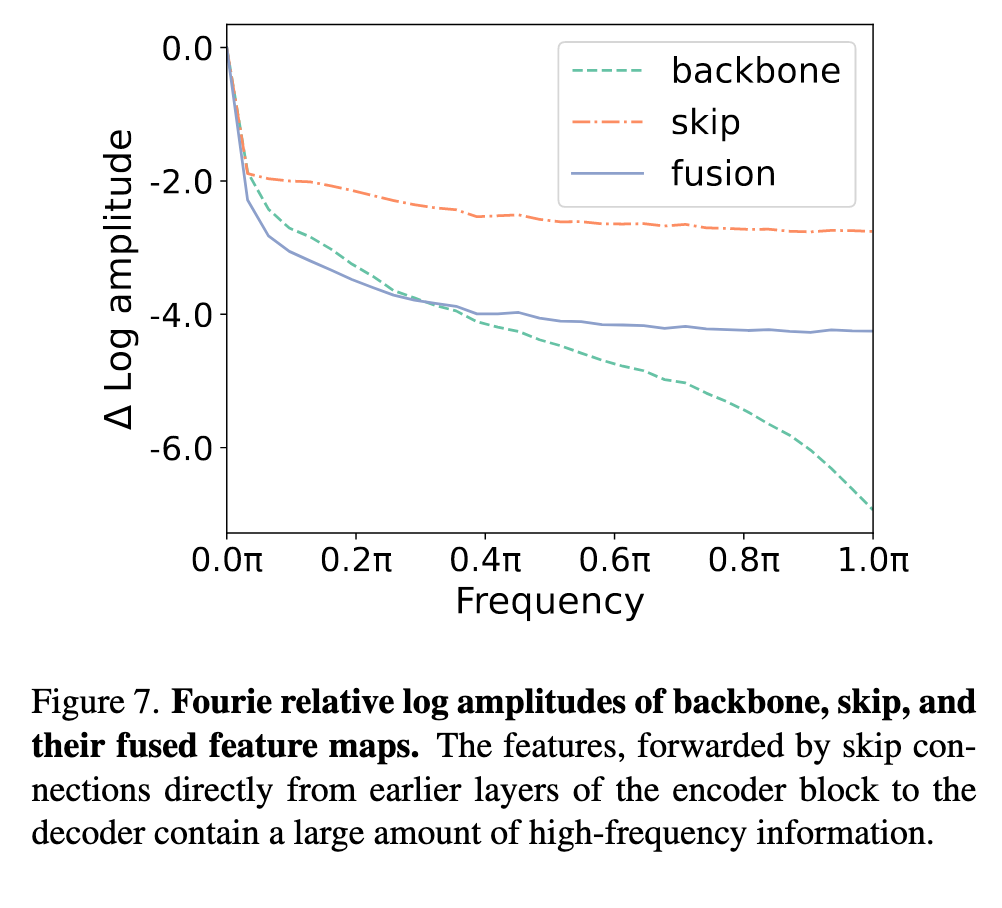 0.0
-2.0
-4.0
-6.0
Δ Log amplitude
backbone
skip
fusion
0.0π 0.2π 0.4π 0.6π 0.8π 1.0π
Frequency
Figure 7. Fourie relative log amplitudes of backbone, skip, and
their fused feature maps. The features, forwarded by skip con-
nections directly from earlier layers of the encoder block to the
decoder contain a large amount of high-frequency information.